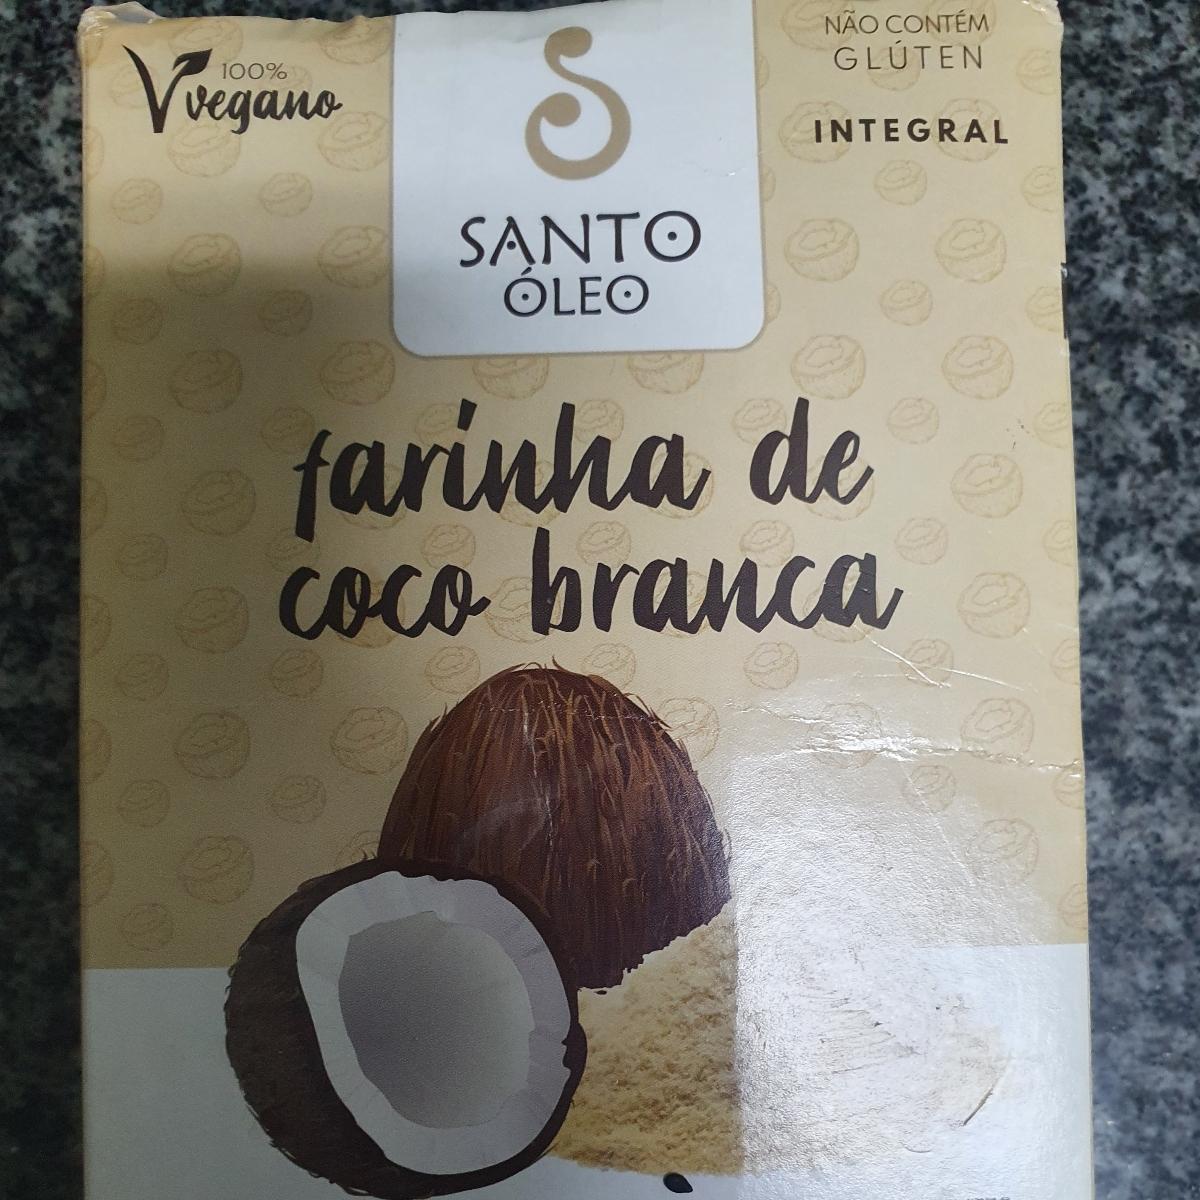 100%
vegano
NÃO CONTÉM
GLÚTEN
INTEGRAL
SANTO
ÓLEO
farinha de
coco branca